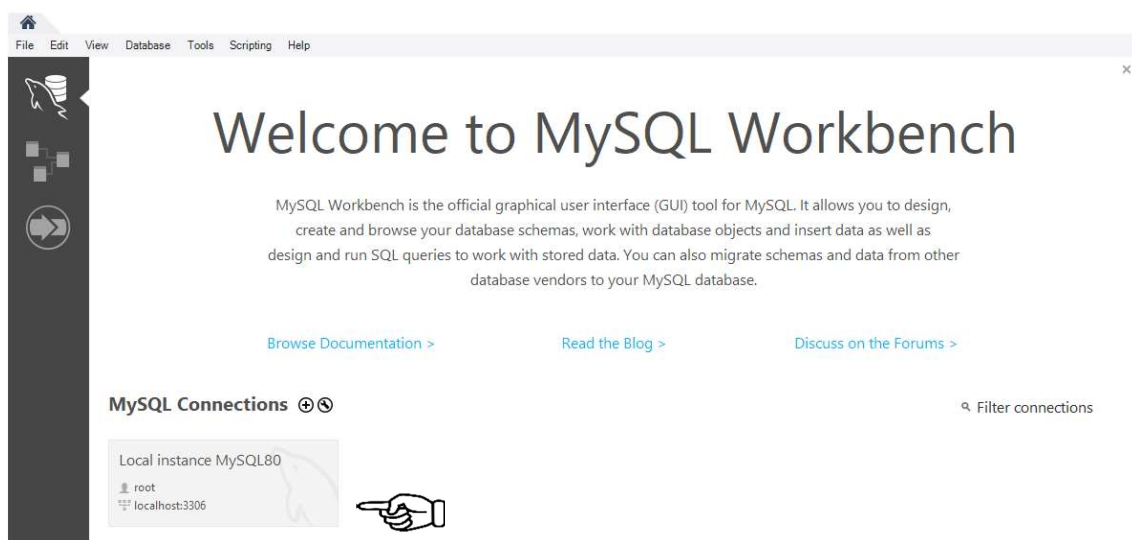 File Edit View Database Tools Scripting Help
Welcome to MySQL Workbench
MySQL Workbench is the official graphical user interface (GUI) tool for MySQL. It allows you to design,
create and browse your database schemas, work with database objects and insert data as well as
design and run SQL queries to work with stored data. You can also migrate schemas and data from other
database vendors to your MySQL database.
Browse Documentation > Read the Blog > Discuss on the Forums >
MySQL Connections Filter connections
Local instance MySQL80
root
localhost:3306